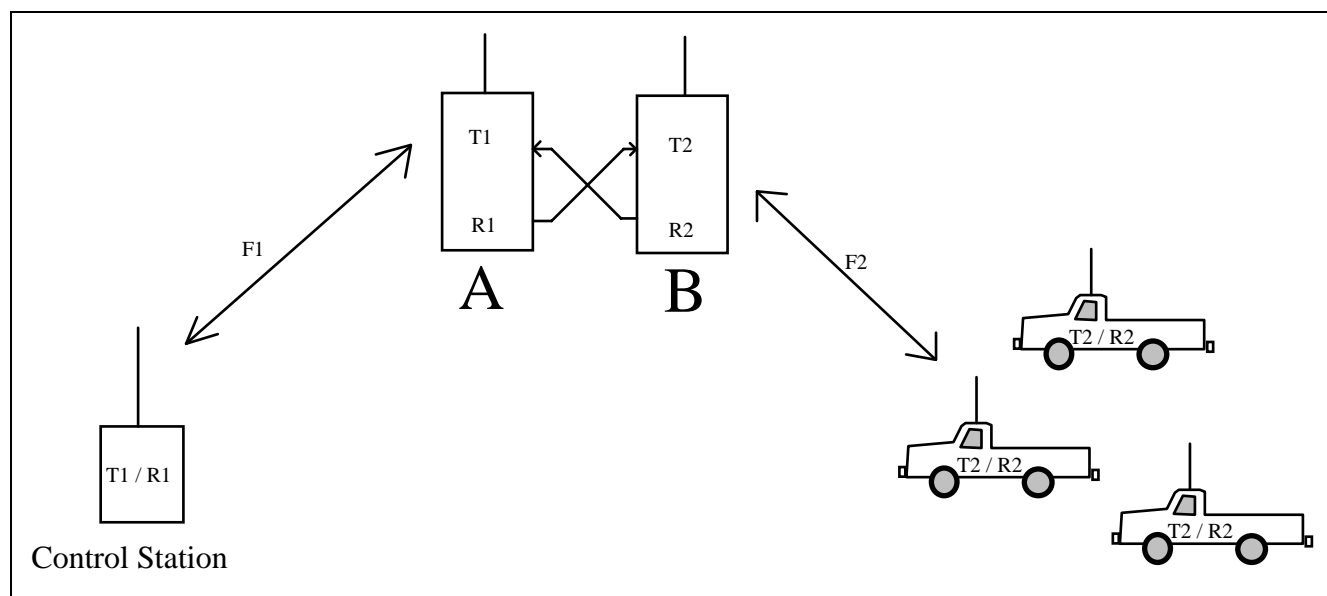 T1
T2
R1
R2
A
B
F1
F2
T2 / R2
T2 / R2
T2 / R2
T1 / R1
Control Station